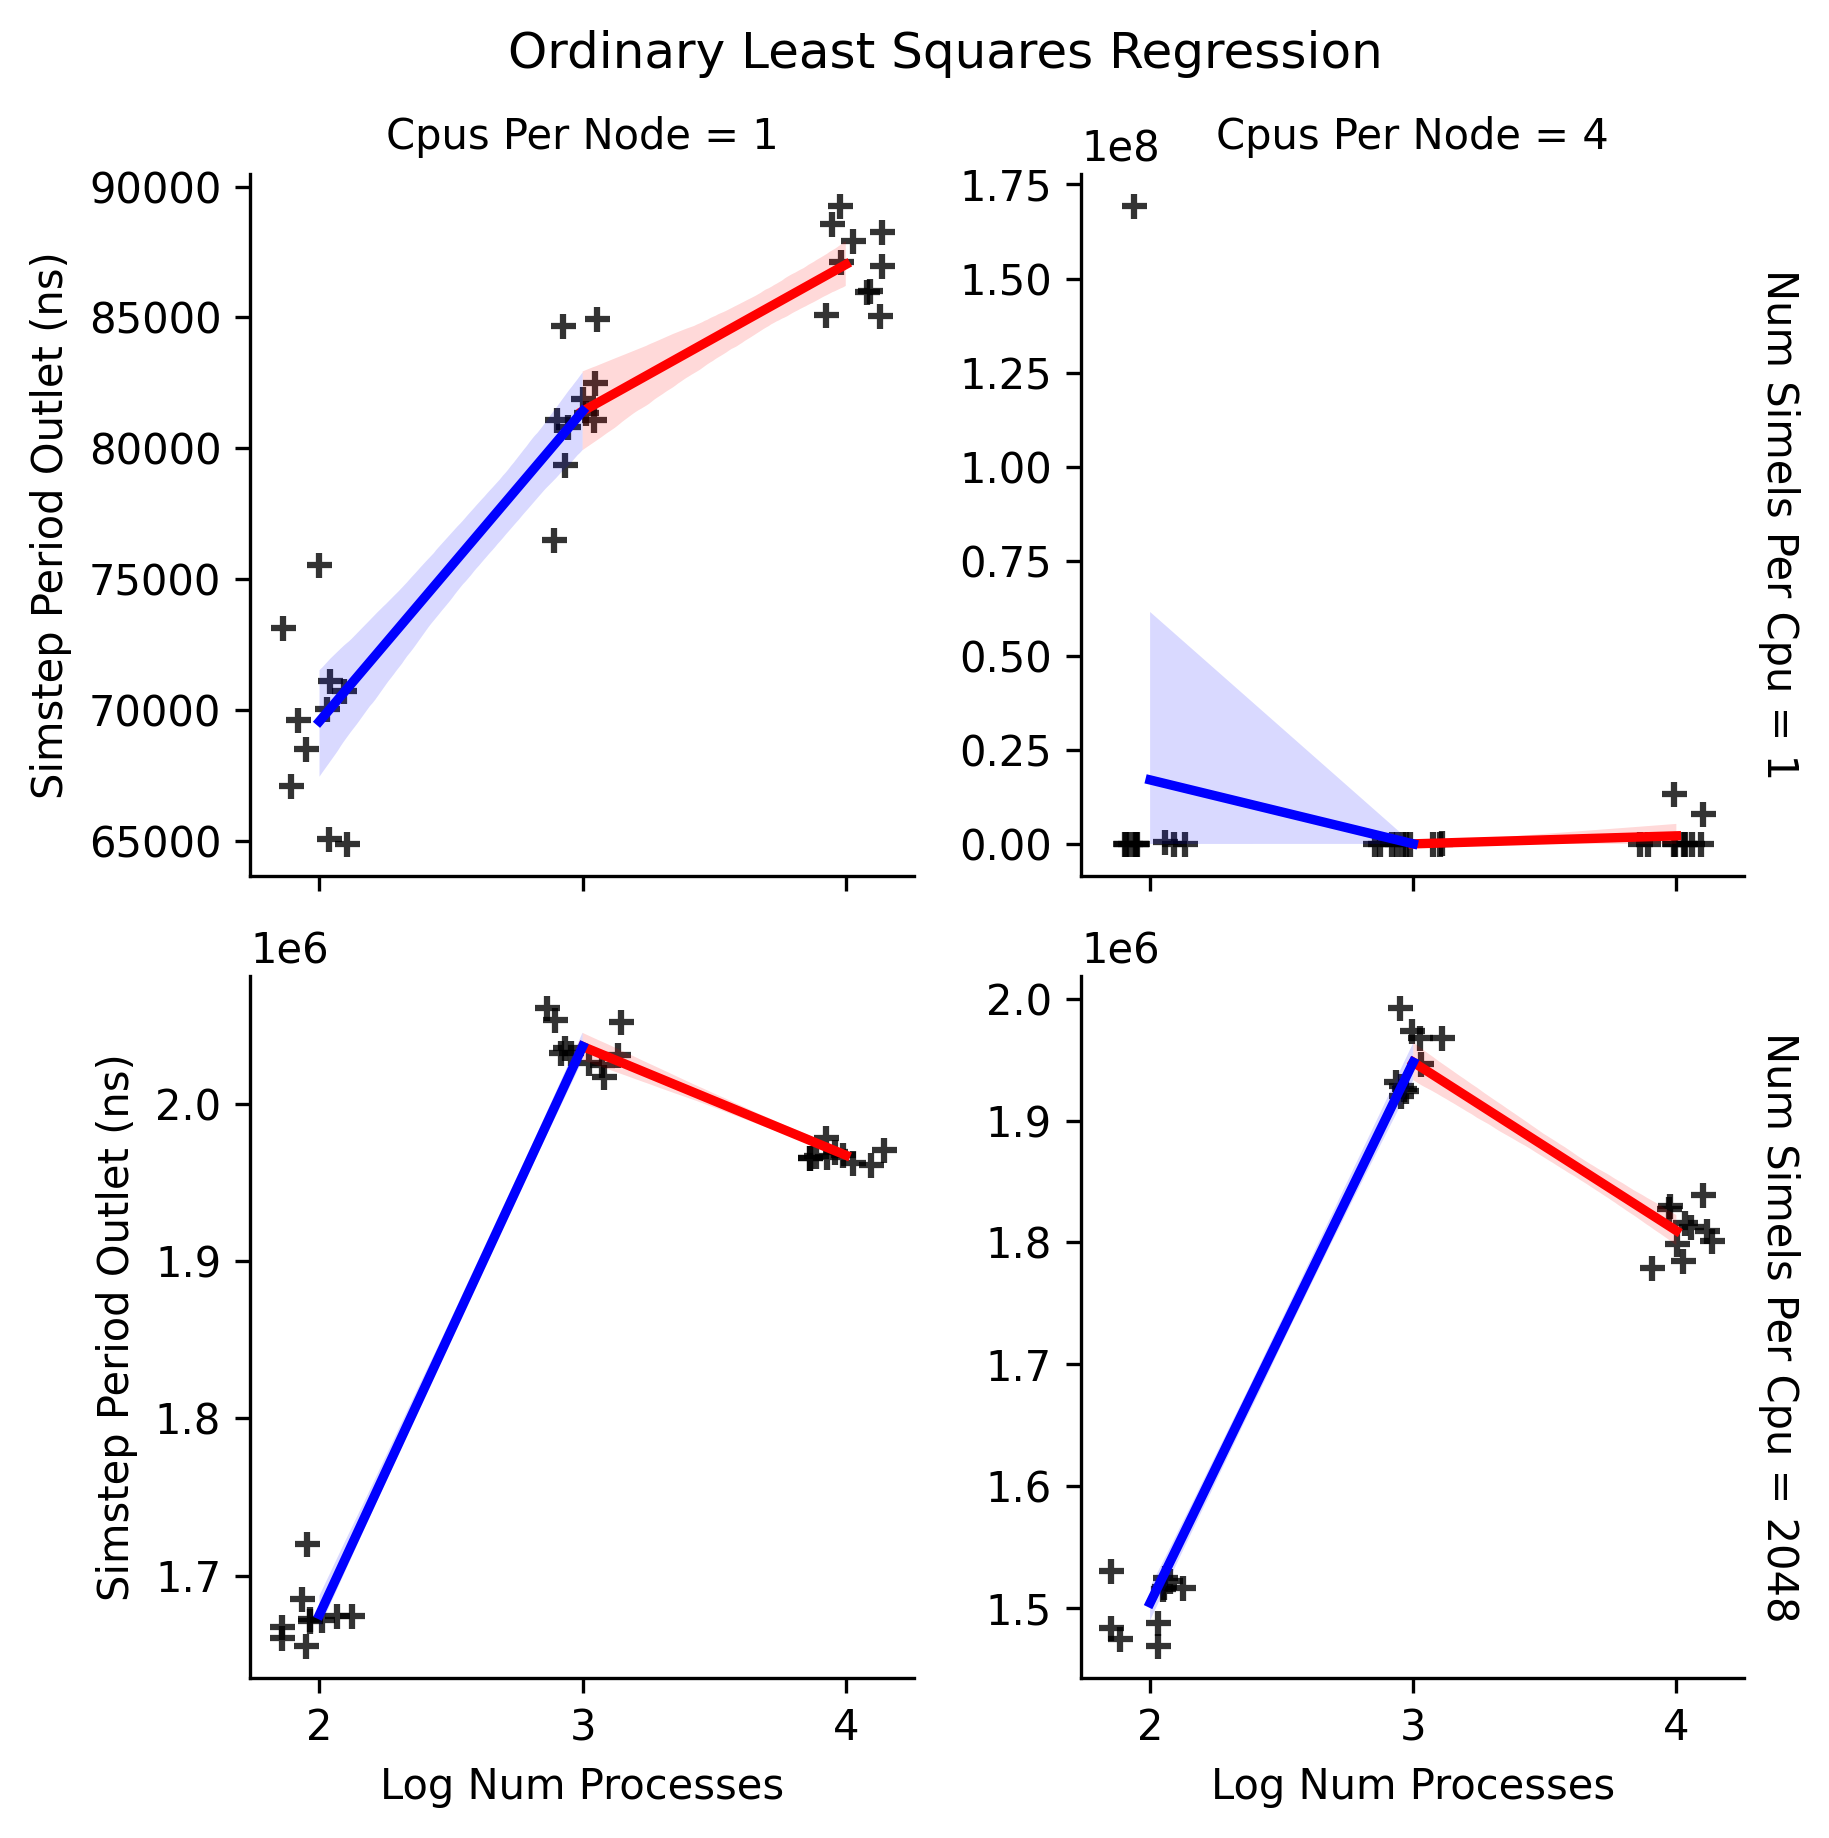 Ordinary Least Squares Regression
Cpus Per Node = 1
Cpus Per Node = 4
Simstep Period Outlet (ns)
90000
85000
80000
75000
70000
65000
1e8
1.75
1.50
1.25
1.00
0.75
0.50
0.25
0.00
Num Simels Per Cpu = 1
Simstep Period Outlet (ns)
1e6
2.0
1.9
1.8
1.7
2
3
4
Log Num Processes
1e6
2.0
1.9
1.8
1.7
1.6
1.5
2
3
4
Log Num Processes
Num Simels Per Cpu = 2048